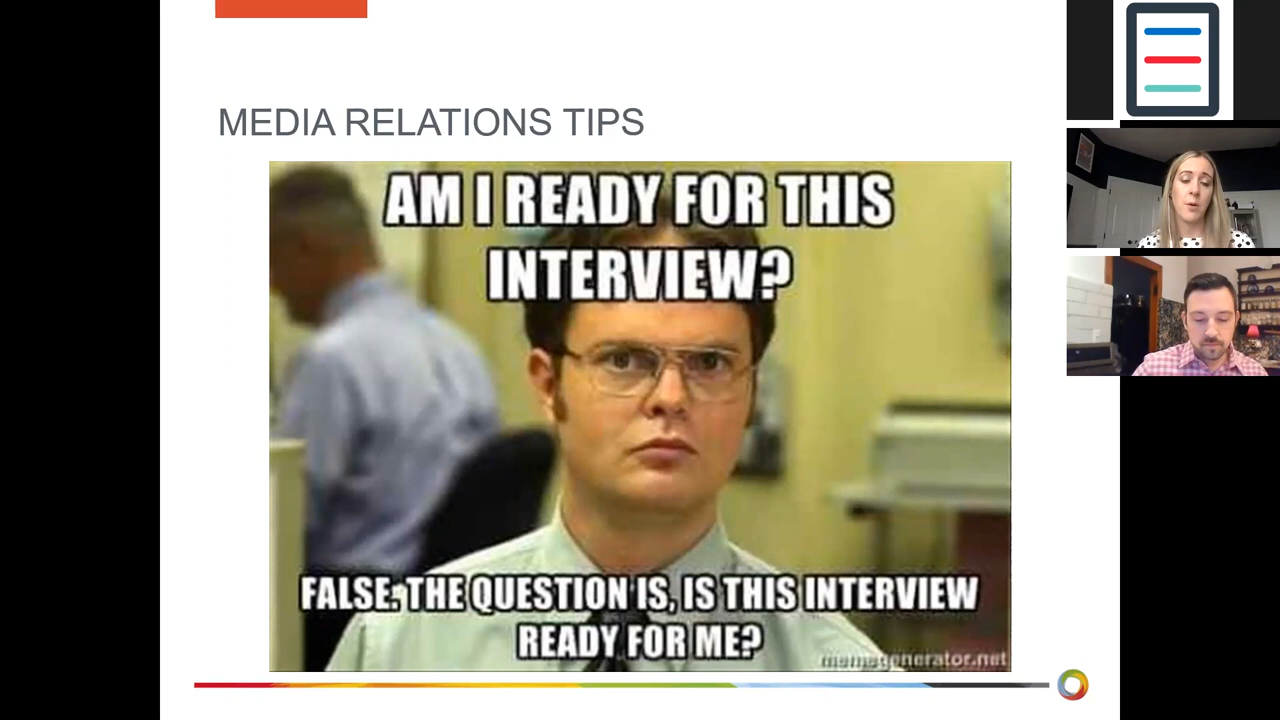 MEDIA RELATIONS TIPS
AM I READY FOR THIS
INTERVIEW?
FALSE. THE QUESTION IS, IS THIS INTERVIEW
READY FOR ME?
memegenerator.net